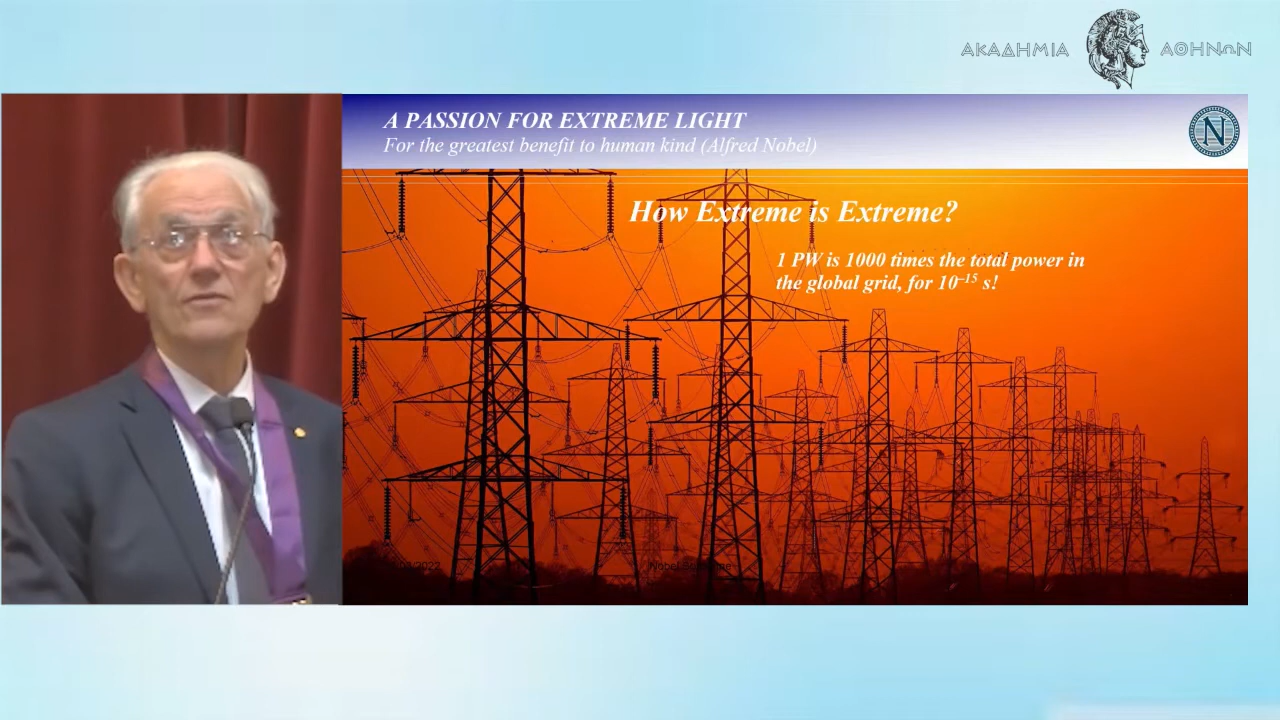 ΑΚΑΔΗΜΙΑ ΑΘΗΝΩΝ
A PASSION FOR EXTREME LIGHT
For the greatest benefit to human kind (Alfred Nobel)
N
How Extreme is Extreme?
1 PW is 1000 times the total power in
the global grid, for 10⁻¹⁵ s!
2022